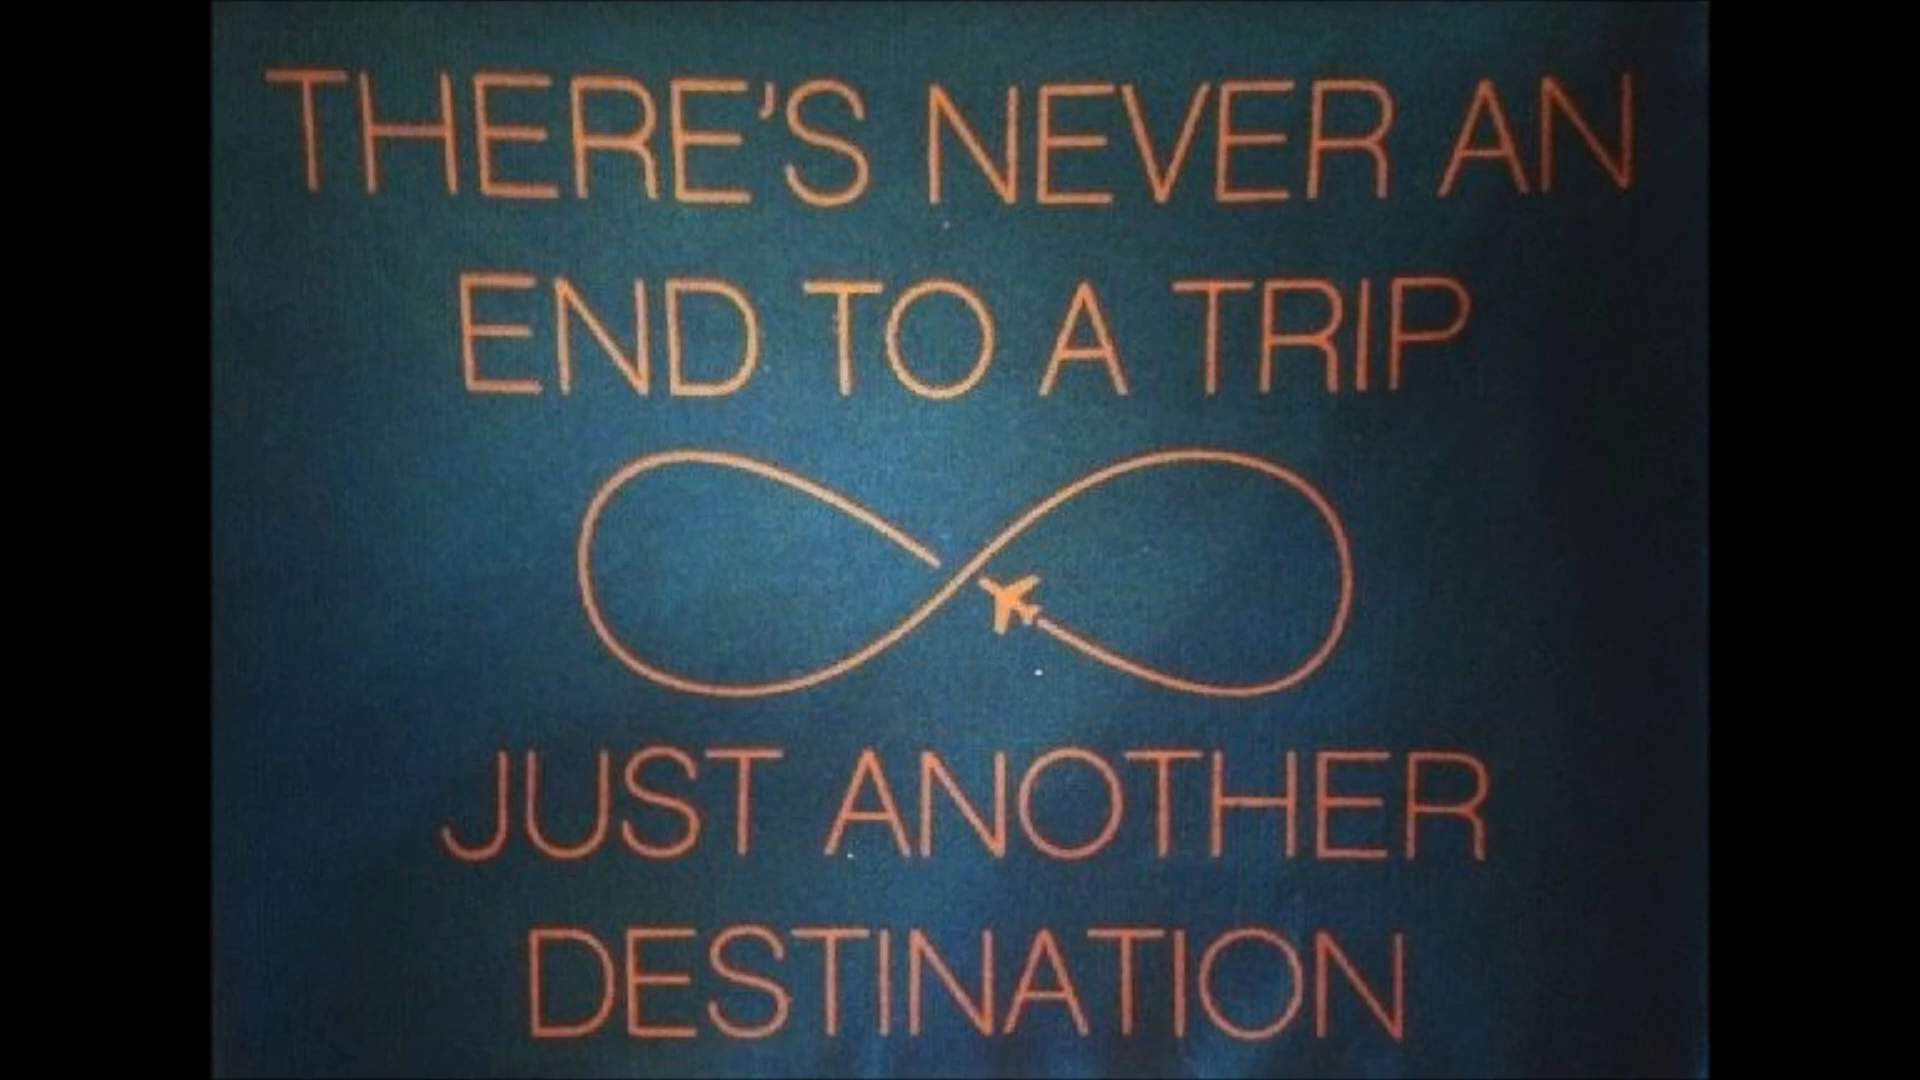 THERE'S NEVER AN
END TO A TRIP
JUST ANOTHER
DESTINATION